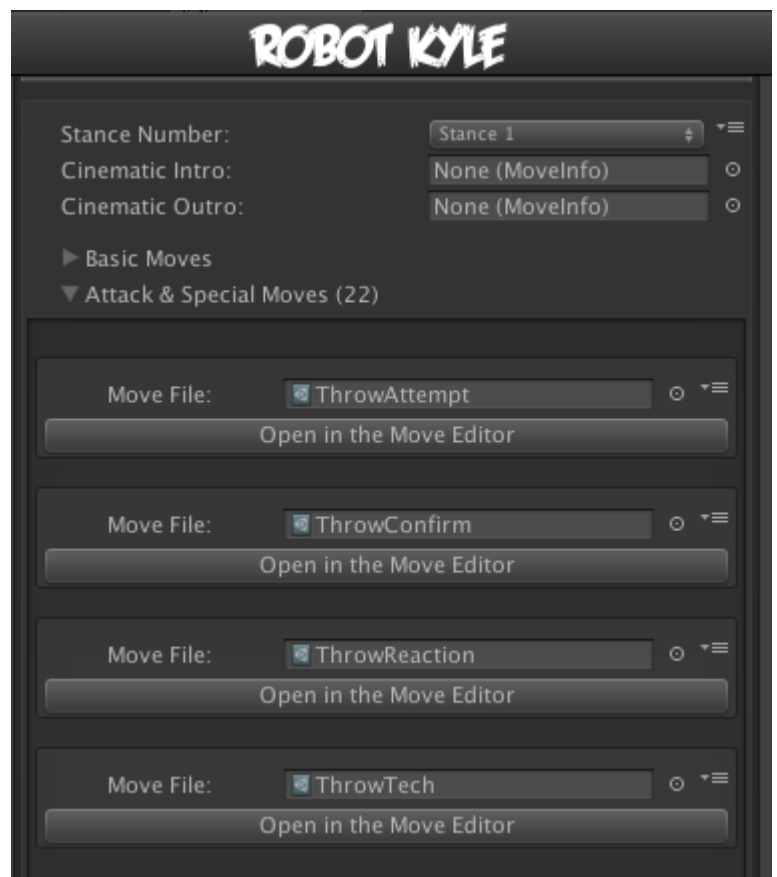 ROBOT KYLE
Stance Number: Stance 1
Cinematic Intro: None (MoveInfo)
Cinematic Outro: None (MoveInfo)
Basic Moves
Attack & Special Moves (22)
Move File: ThrowAttempt
Open in the Move Editor
Move File: ThrowConfirm
Open in the Move Editor
Move File: ThrowReaction
Open in the Move Editor
Move File: ThrowTech
Open in the Move Editor